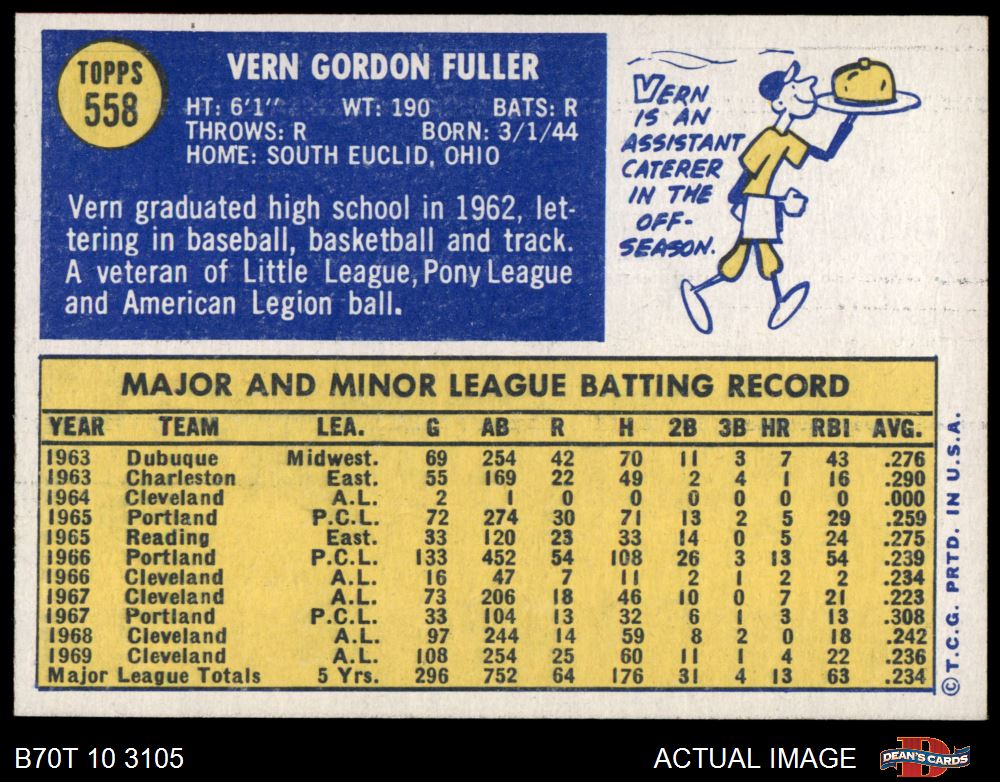 TOPPS
558
VERN GORDON FULLER
HT: 6'1" WT: 190 BATS: R
THROWS: R BORN: 3/1/44
HOME: SOUTH EUCLID, OHIO
Vern graduated high school in 1962, let-
tering in baseball, basketball and track.
A veteran of Little League, Pony League
and American Legion ball.
VERN
IS AN
ASSISTANT
CATERER
IN THE
OFF-
SEASON.
MAJOR AND MINOR LEAGUE BATTING RECORD
YEAR TEAM LEA. G AB R H 2B 3B HR RBI AVG.
1963 Dubuque Midwest. 69 254 42 70 11 3 7 43 .276
1963 Charleston East. 55 169 22 49 2 4 1 16 .290
1964 Cleveland A.L. 2 1 0 0 0 0 0 0 .000
1965 Portland P.C.L. 72 274 30 71 13 2 5 29 .259
1965 Reading East. 33 120 23 33 14 0 5 24 .275
1966 Portland P.C.L. 133 452 54 108 26 3 13 54 .239
1966 Cleveland A.L. 16 47 7 11 2 1 2 2 .234
1967 Cleveland A.L. 73 206 18 46 10 0 7 21 .223
1967 Portland P.C.L. 33 104 13 32 6 1 3 13 .308
1968 Cleveland A.L. 97 244 14 59 8 2 0 18 .242
1969 Cleveland A.L. 108 254 25 60 11 1 4 22 .236
Major League Totals 5 Yrs. 296 752 64 176 31 4 13 63 .234
© T.C.G. PRTD. IN U.S.A.
B70T 10 3105
ACTUAL IMAGE
D
DEAN'S CARDS